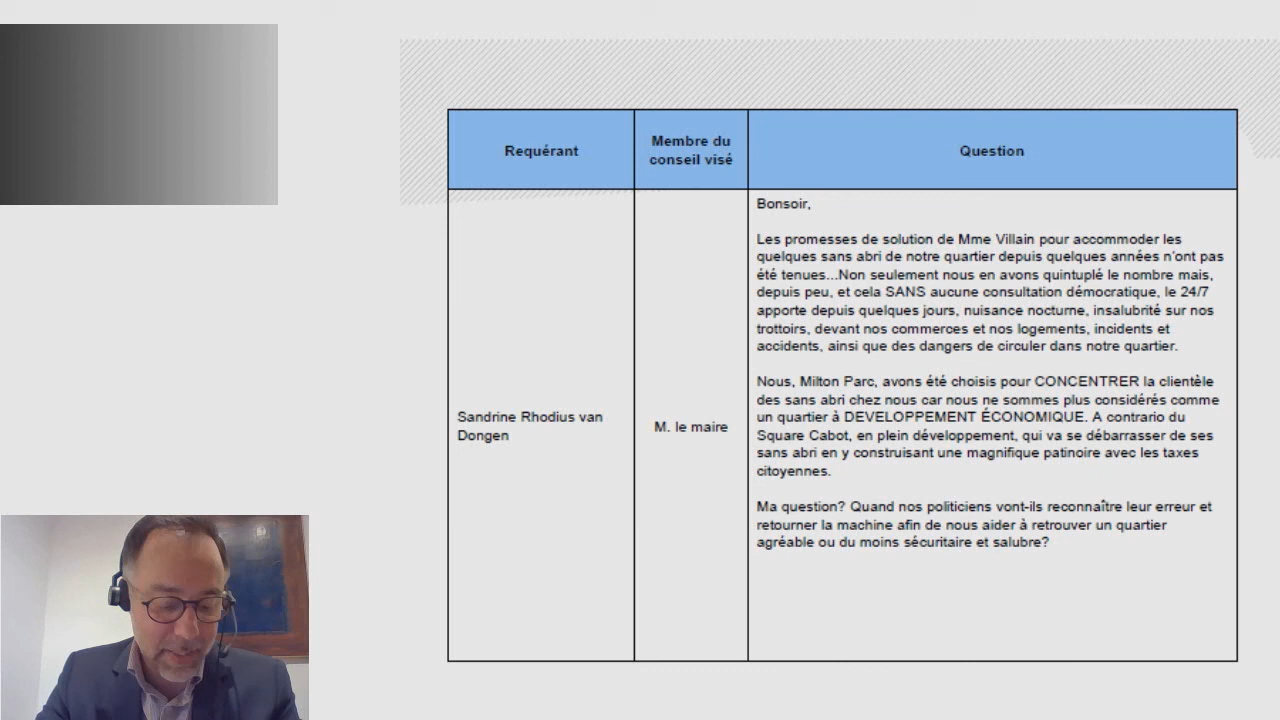 Requérant
Membre du
conseil visé
Question
Sandrine Rhodius van
Dongen
M. le maire
Bonsoir,
Les promesses de solution de Mme Villain pour accommoder les
quelques sans abri de notre quartier depuis quelques années n'ont pas
été tenues...Non seulement nous en avons quintuplé le nombre mais,
depuis peu, et cela SANS aucune consultation démocratique, le 24/7
apporte depuis quelques jours, nuisance nocturne, insalubrité sur nos
trottoirs, devant nos commerces et nos logements, incidents et
accidents, ainsi que des dangers de circuler dans notre quartier.
Nous, Milton Parc, avons été choisis pour CONCENTRER la clientèle
des sans abri chez nous car nous ne sommes plus considérés comme
un quartier à DEVELOPPEMENT ÉCONOMIQUE. A contrario du
Square Cabot, en plein développement, qui va se débarrasser de ses
sans abri en y construisant une magnifique patinoire avec les taxes
citoyennes.
Ma question? Quand nos politiciens vont-ils reconnaître leur erreur et
retourner la machine afin de nous aider à retrouver un quartier
agréable ou du moins sécuritaire et salubre?